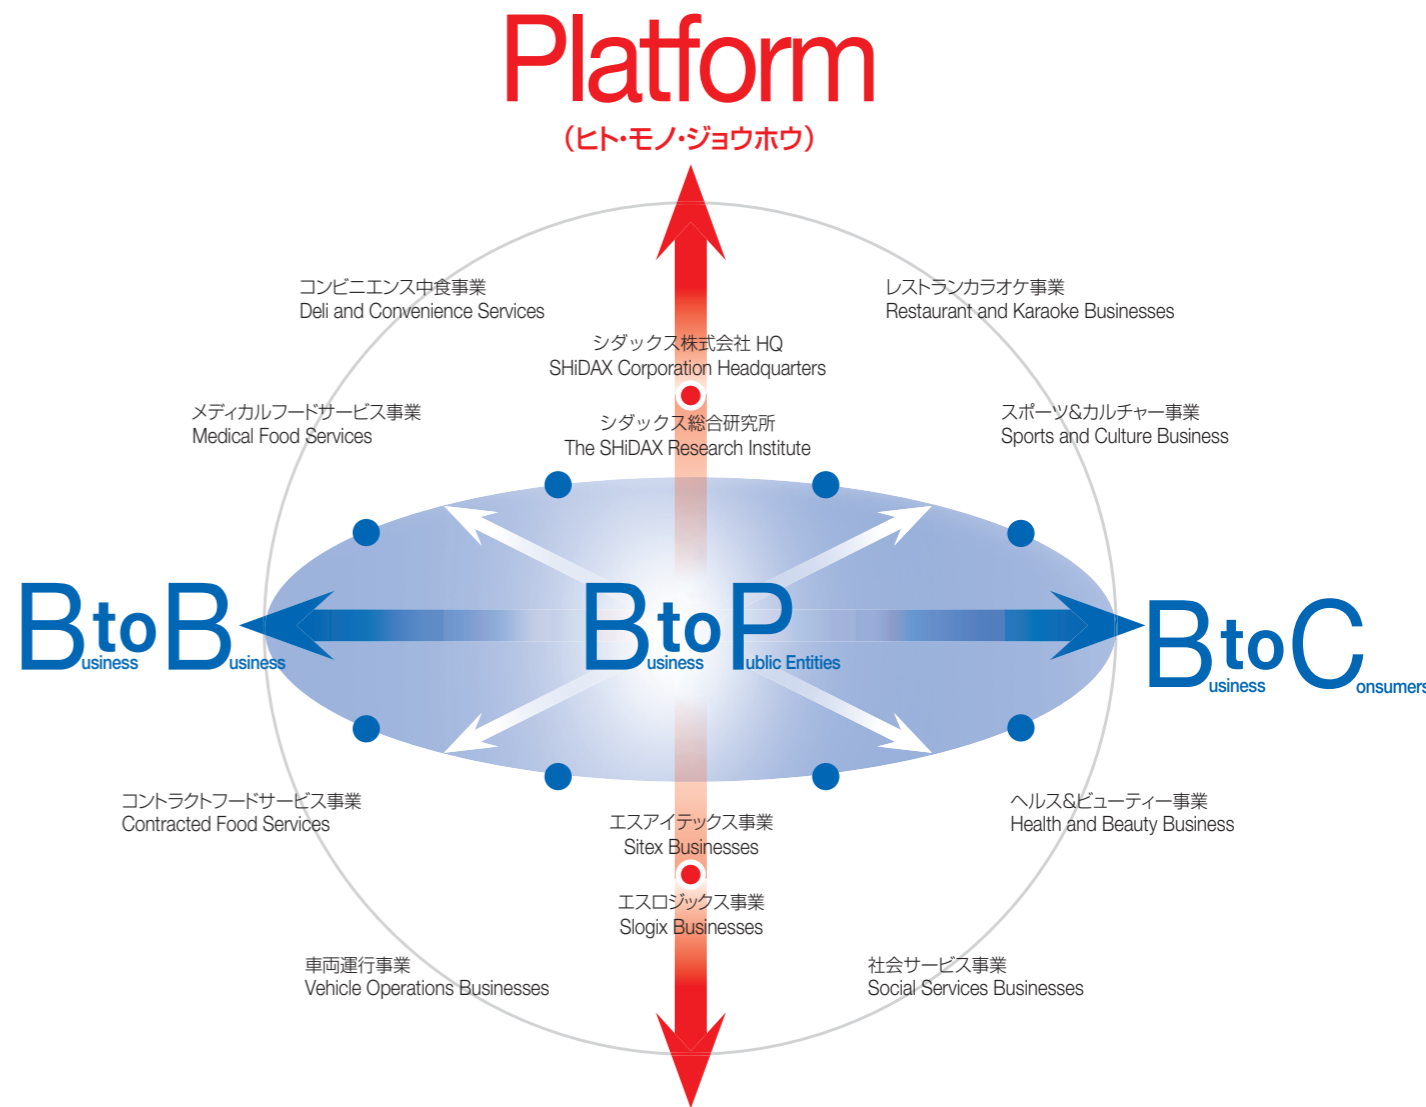 Platform
（ヒト・モノ・ジョウホウ）
コンビニエンス中食事業
Deli and Convenience Services
レストランカラオケ事業
Restaurant and Karaoke Businesses
シダックス株式会社 HQ
SHiDAX Corporation Headquarters
メディカルフードサービス事業
Medical Food Services
シダックス総合研究所
The SHiDAX Research Institute
スポーツ&カルチャー事業
Sports and Culture Business
Business to Business
Business to Public Entities
Business to Consumers
コントラクトフードサービス事業
Contracted Food Services
エスアイテックス事業
Sitex Businesses
ヘルス&ビューティー事業
Health and Beauty Business
エスロジックス事業
Slogix Businesses
車両運行事業
Vehicle Operations Businesses
社会サービス事業
Social Services Businesses